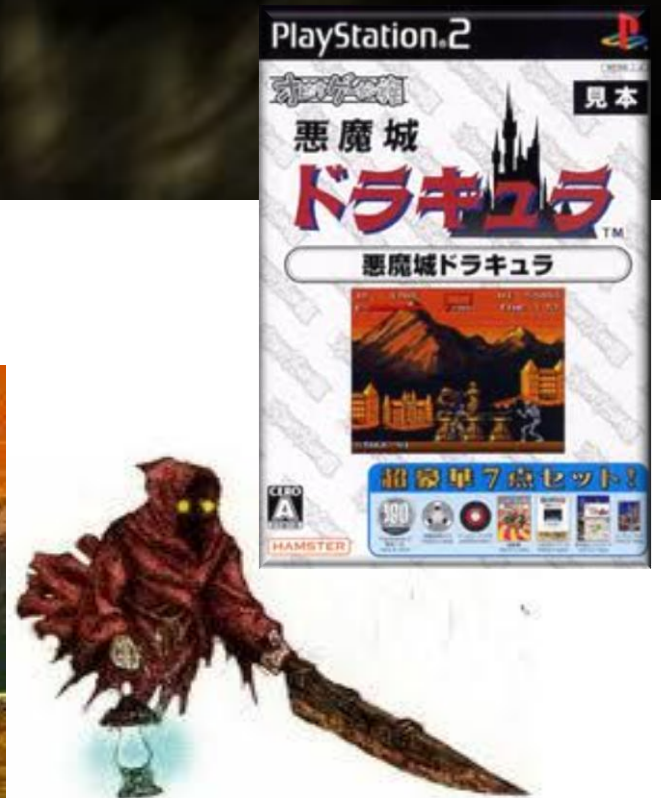 PlayStation.2
オレたちゲーセン族
見本
悪魔城
ドラキュラ
TM
悪魔城ドラキュラ
超豪華7点セット!
CERO
A
HAMSTER